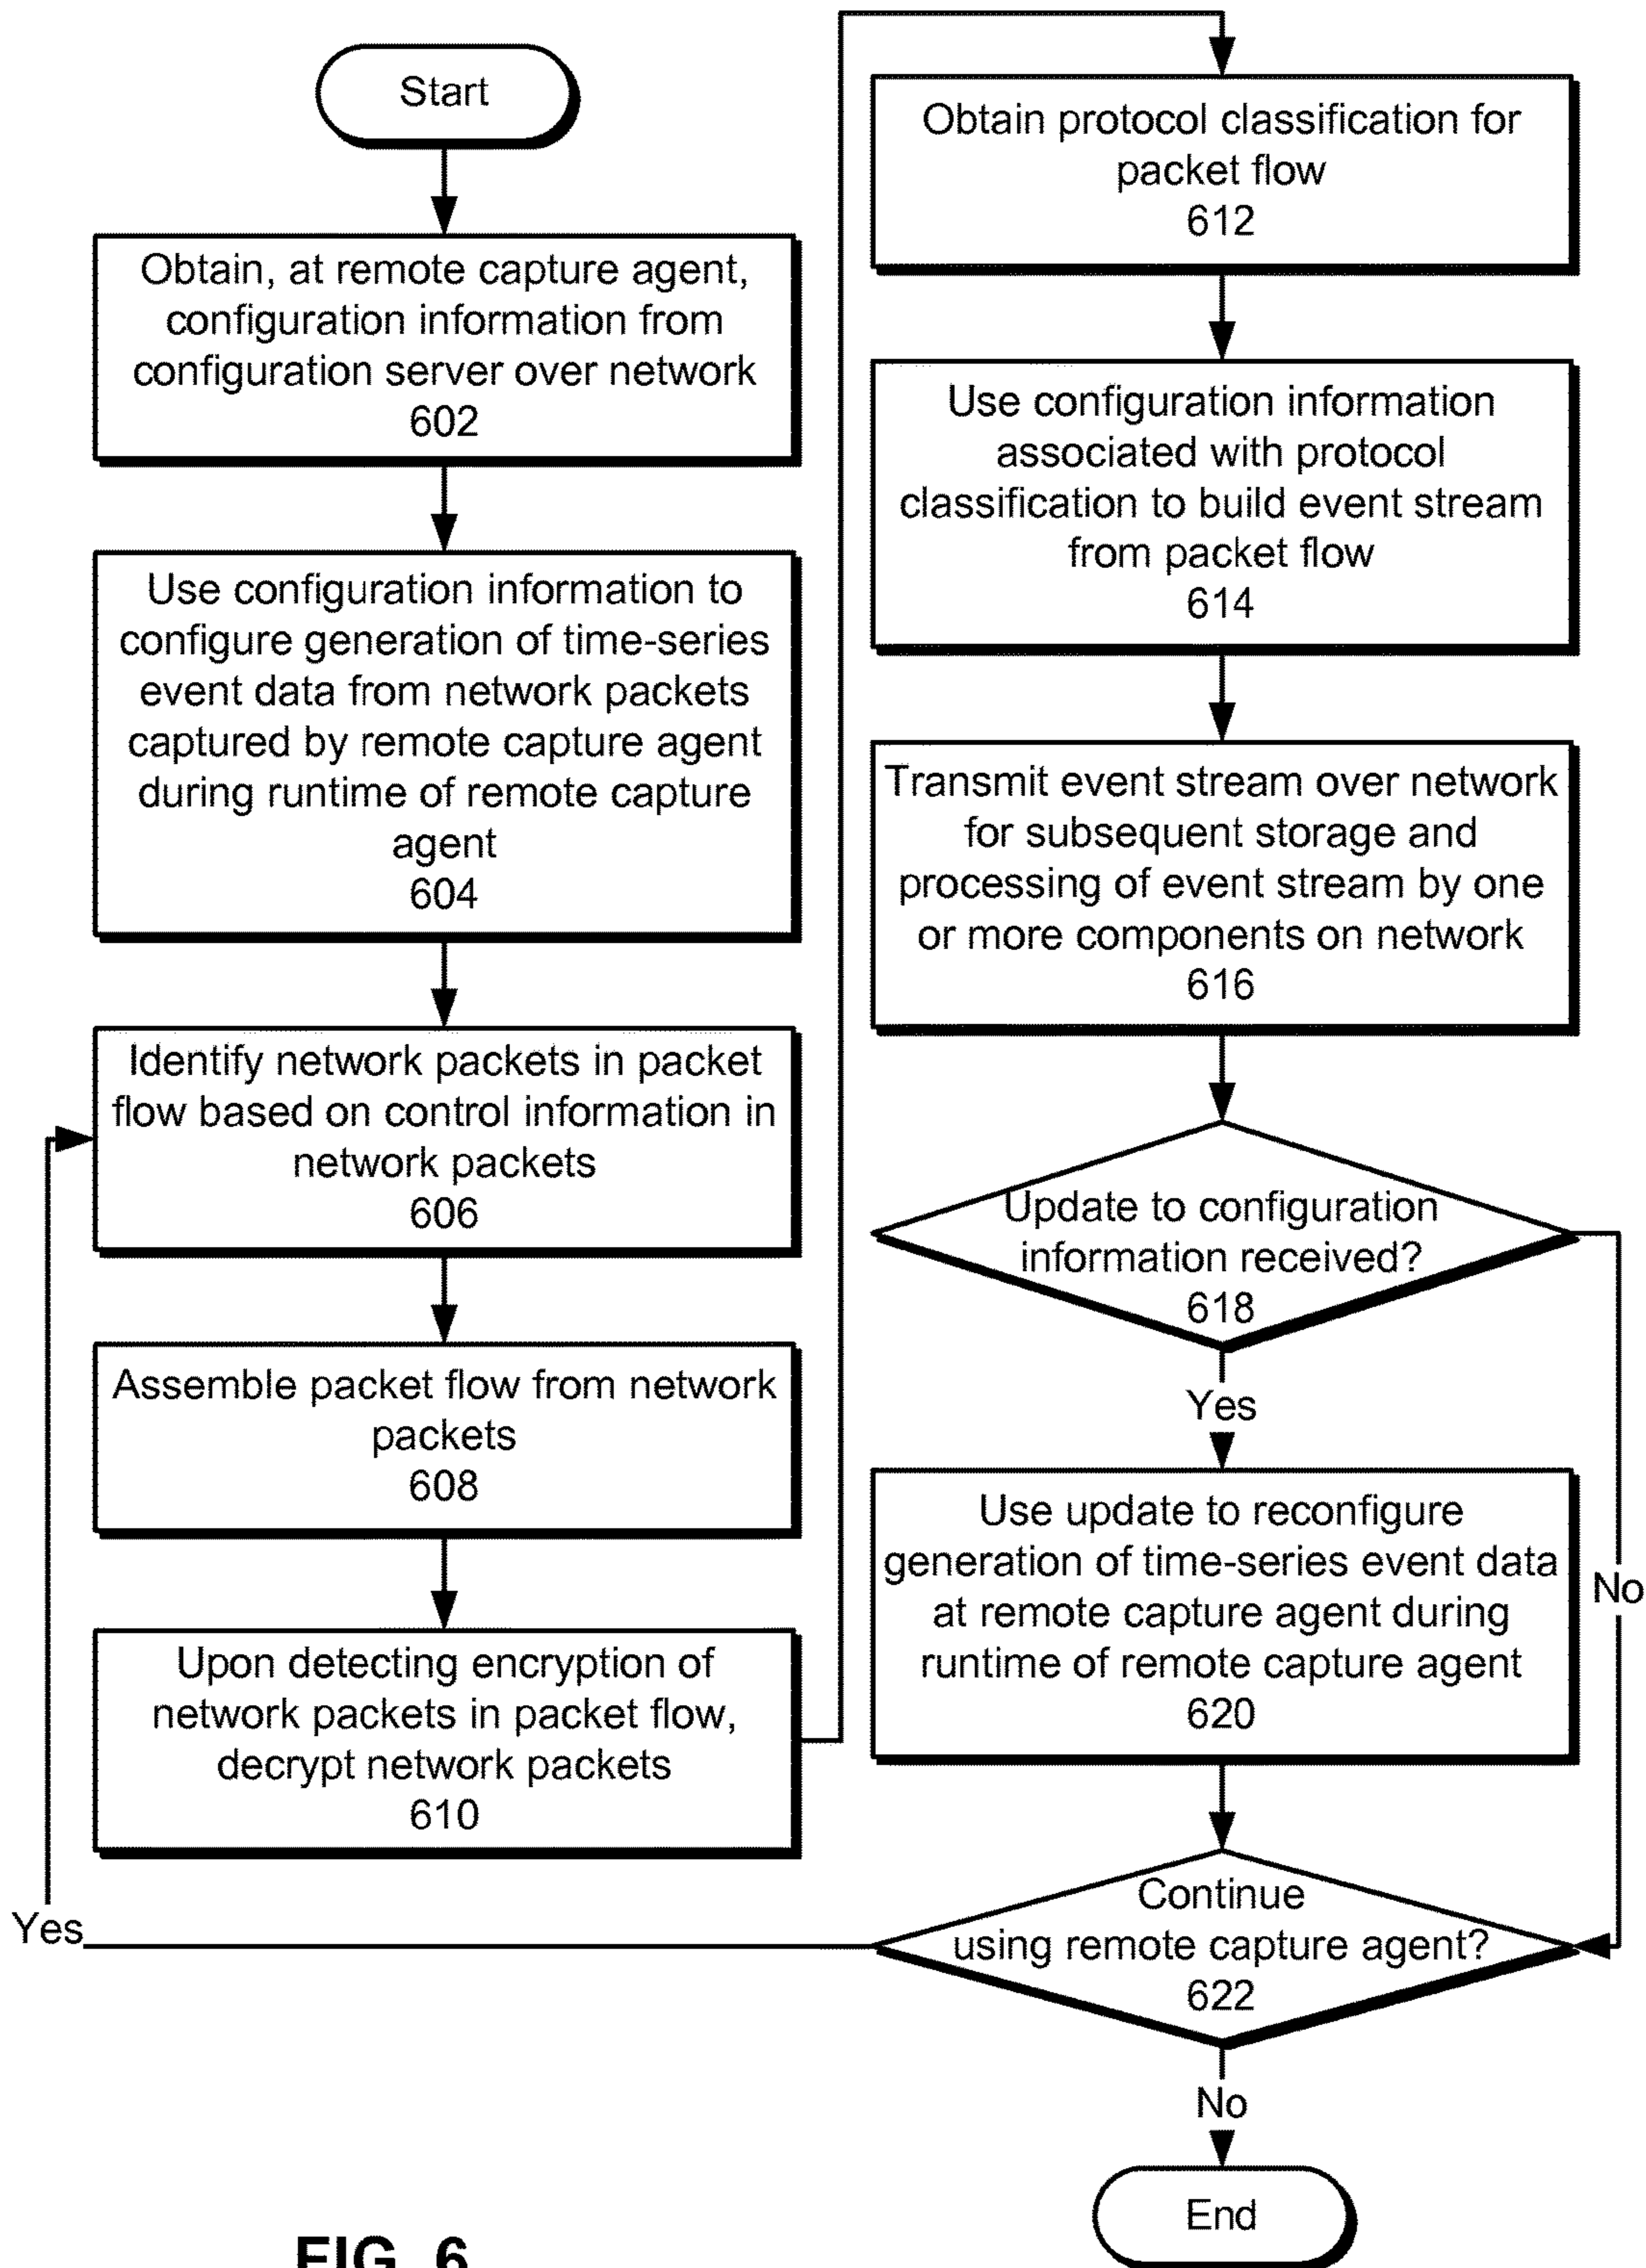 Start
Obtain, at remote capture agent,
configuration information from
configuration server over network
602
Use configuration information to
configure generation of time-series
event data from network packets
captured by remote capture agent
during runtime of remote capture
agent
604
Identify network packets in packet
flow based on control information in
network packets
606
Assemble packet flow from network
packets
608
Upon detecting encryption of
network packets in packet flow,
decrypt network packets
610
Obtain protocol classification for
packet flow
612
Use configuration information
associated with protocol
classification to build event stream
from packet flow
614
Transmit event stream over network
for subsequent storage and
processing of event stream by one
or more components on network
616
Update to configuration
information received?
618
Yes
No
Use update to reconfigure
generation of time-series event data
at remote capture agent during
runtime of remote capture agent
620
Continue
using remote capture agent?
622
Yes
No
End
FIG. 6